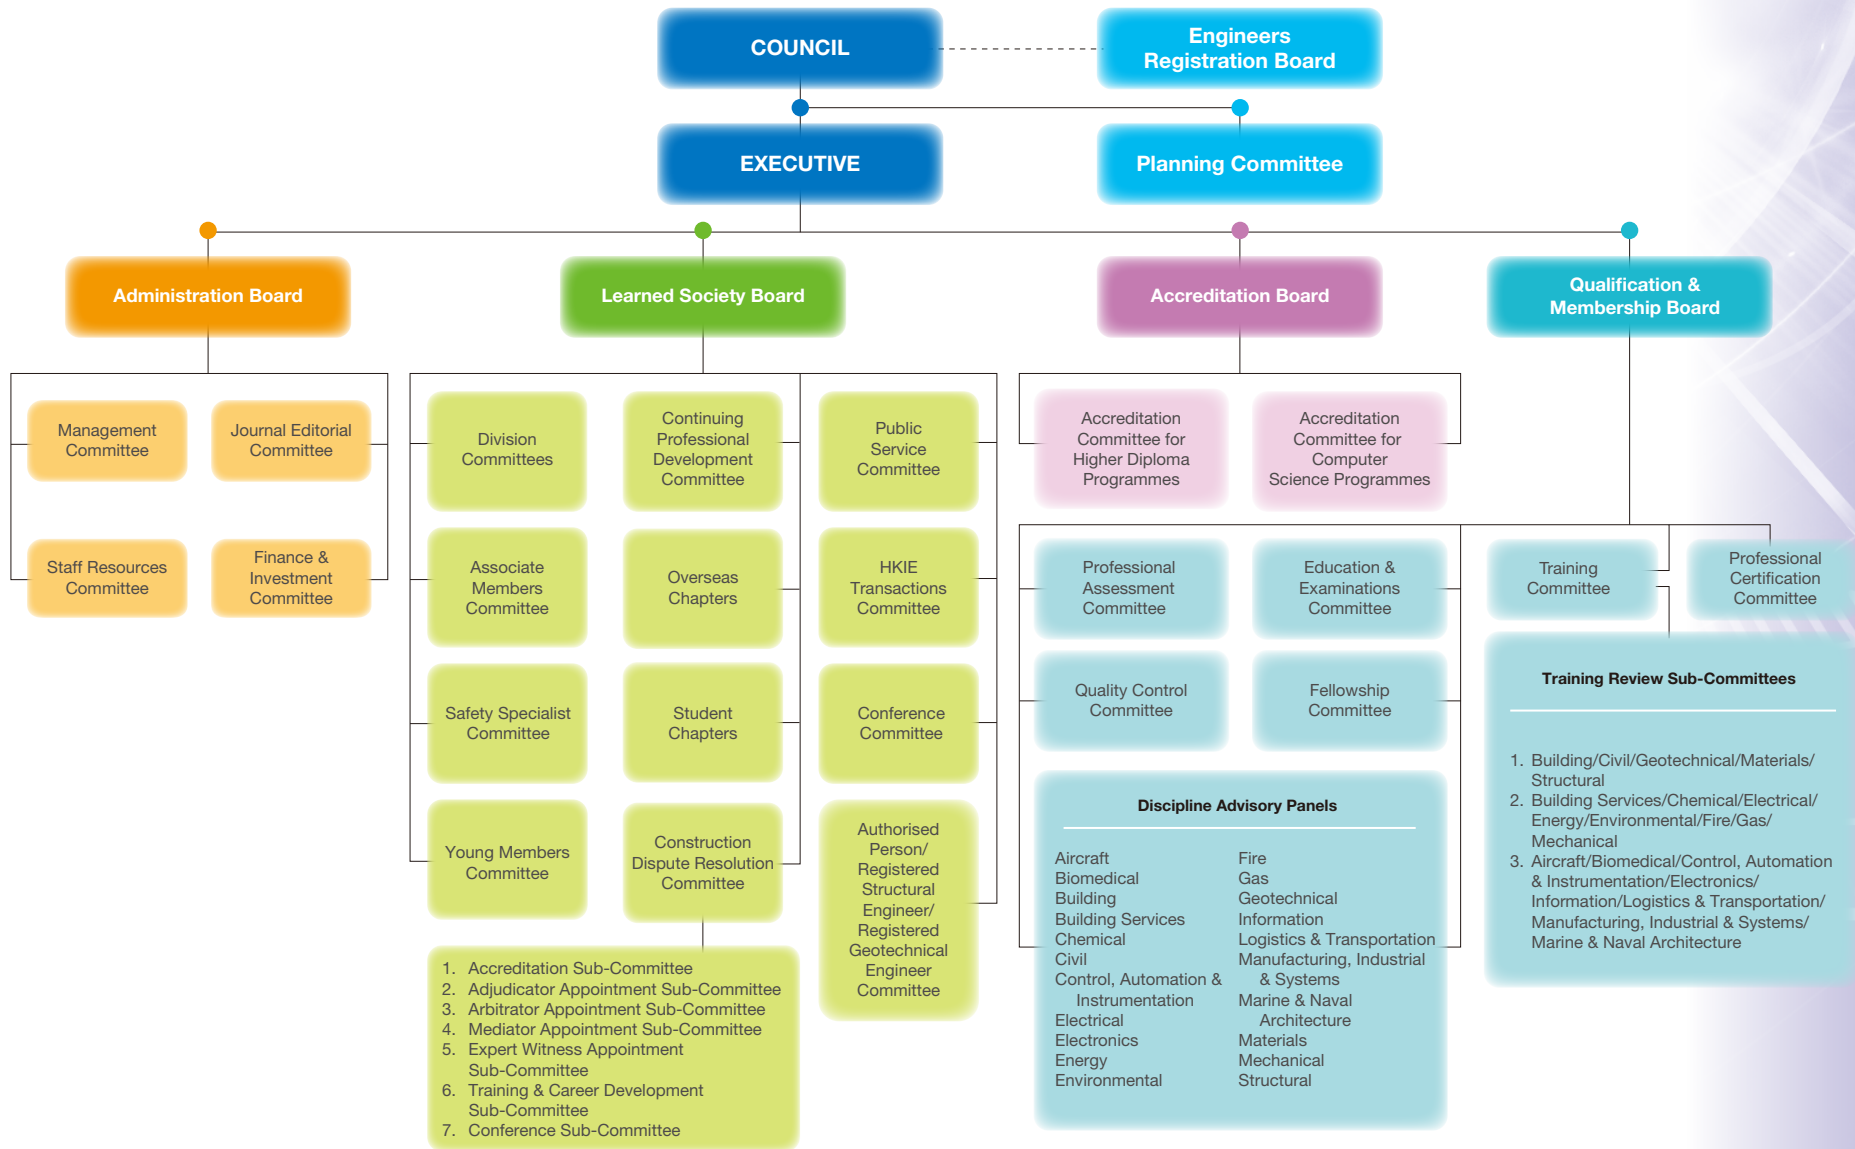 COUNCIL
Engineers
Registration Board
EXECUTIVE
Planning Committee
Administration Board
Learned Society Board
Accreditation Board
Qualification &
Membership Board
Management
Committee
Journal Editorial
Committee
Staff Resources
Committee
Finance &
Investment
Committee
Division
Committees
Continuing
Professional
Development
Committee
Public
Service
Committee
Associate
Members
Committee
Overseas
Chapters
HKIE
Transactions
Committee
Safety Specialist
Committee
Student
Chapters
Conference
Committee
Young Members
Committee
Construction
Dispute Resolution
Committee
Authorised
Person/
Registered
Structural
Engineer/
Registered
Geotechnical
Engineer
Committee
1. Accreditation Sub-Committee
2. Adjudicator Appointment Sub-Committee
3. Arbitrator Appointment Sub-Committee
4. Mediator Appointment Sub-Committee
5. Expert Witness Appointment
Sub-Committee
6. Training & Career Development
Sub-Committee
7. Conference Sub-Committee
Accreditation
Committee for
Higher Diploma
Programmes
Accreditation
Committee for
Computer
Science Programmes
Professional
Assessment
Committee
Education &
Examinations
Committee
Training
Committee
Professional
Certification
Committee
Quality Control
Committee
Fellowship
Committee
Discipline Advisory Panels
Aircraft
Biomedical
Building
Building Services
Chemical
Civil
Control, Automation &
Instrumentation
Electrical
Electronics
Energy
Environmental
Fire
Gas
Geotechnical
Information
Logistics & Transportation
Manufacturing, Industrial
& Systems
Marine & Naval
Architecture
Materials
Mechanical
Structural
Training Review Sub-Committees
1. Building/Civil/Geotechnical/Materials/
Structural
2. Building Services/Chemical/Electrical/
Energy/Environmental/Fire/Gas/
Mechanical
3. Aircraft/Biomedical/Control, Automation
& Instrumentation/Electronics/
Information/Logistics & Transportation/
Manufacturing, Industrial & Systems/
Marine & Naval Architecture